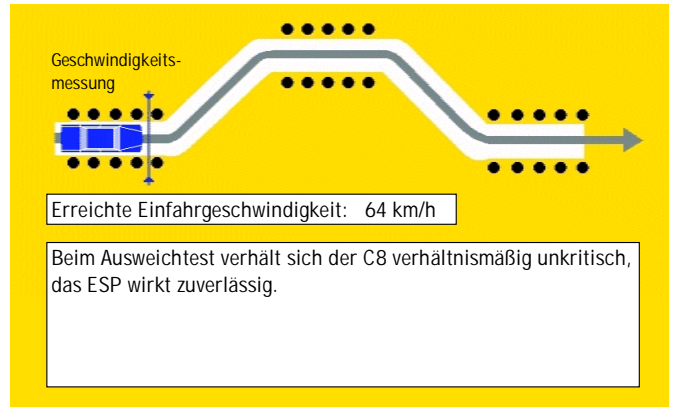 Geschwindigkeits-
messung
Erreichte Einfahrgeschwindigkeit: 64 km/h
Beim Ausweichtest verhält sich der C8 verhältnismäßig unkritisch,
das ESP wirkt zuverlässig.